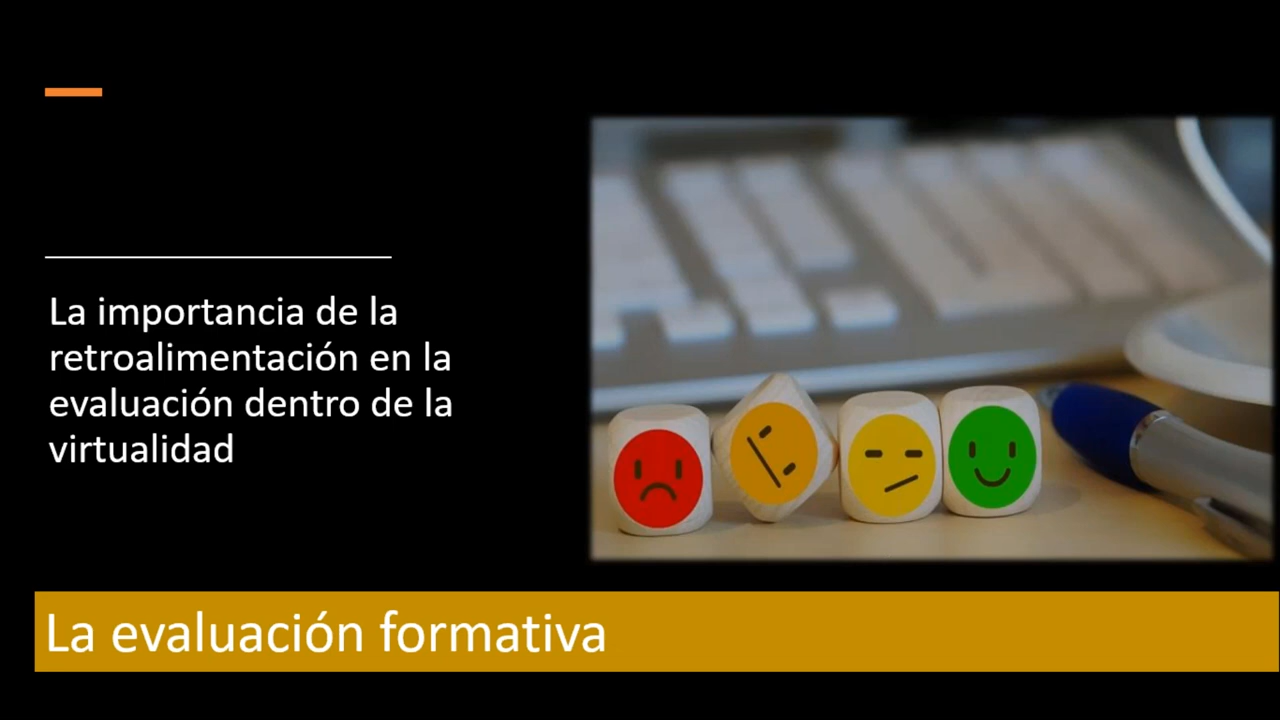 La importancia de la
retroalimentación en la
evaluación dentro de la
virtualidad
La evaluación formativa